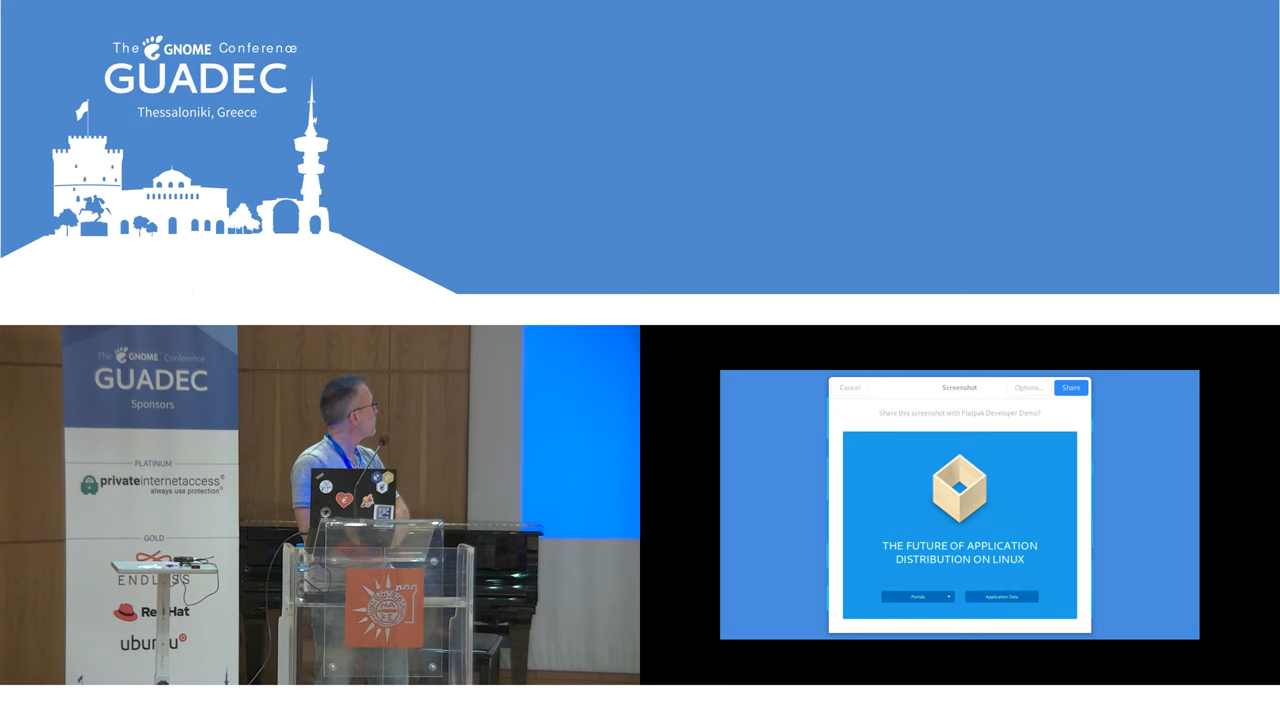 The GNOME Conference
GUADEC
Thessaloniki, Greece
The GNOME Conference
GUADEC
Sponsors
PLATINUM
privateinternetaccess
always use protection
GOLD
ENDLESS
Red Hat
ubuntu
Cancel
Screenshot
Options...
Share
Share this screenshot with Flatpak Developer Demo?
THE FUTURE OF APPLICATION
DISTRIBUTION ON LINUX
Portals
Application Data